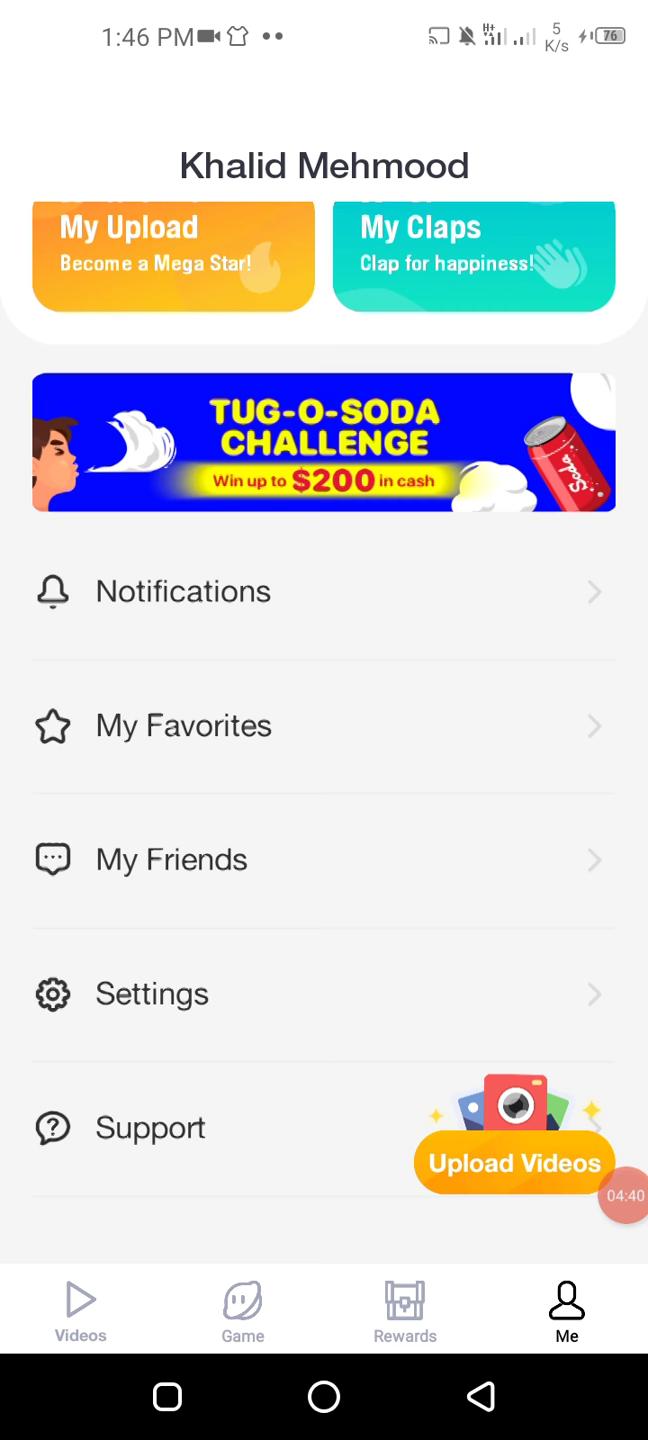 1:46 PM
H+
5
K/s
76
Khalid Mehmood
My Upload
Become a Mega Star!
My Claps
Clap for happiness!
TUG-O-SODA
CHALLENGE
Win up to $200 in cash
Soda
Notifications
My Favorites
My Friends
Settings
Support
Upload Videos
04:40
Videos
Game
Rewards
Me